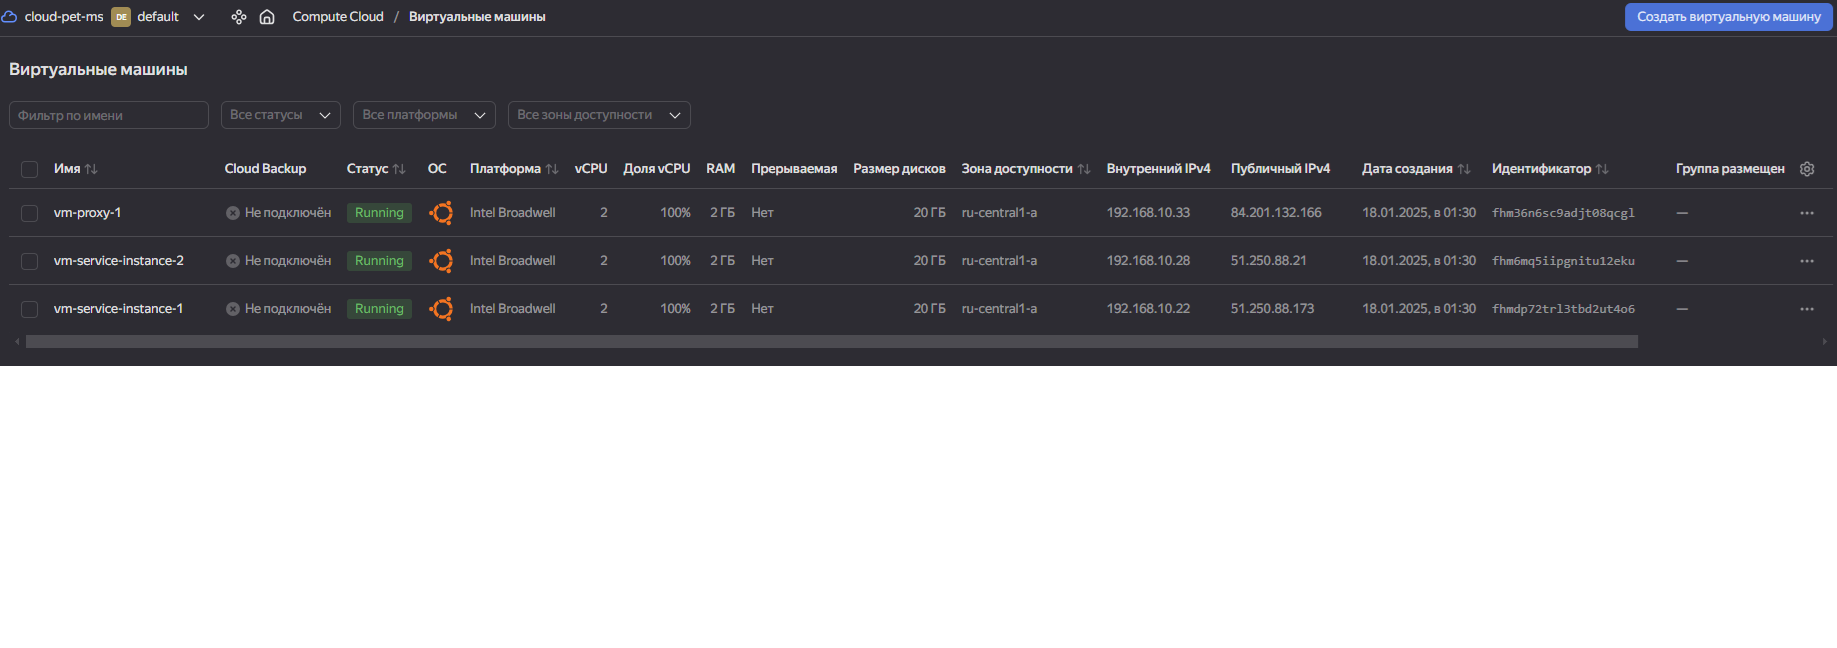 cloud-pet-ms DE default Compute Cloud / Виртуальные машины Создать виртуальную машину
Виртуальные машины
Фильтр по имени Все статусы Все платформы Все зоны доступности
Имя Cloud Backup Статус ОС Платформа vCPU Доля vCPU RAM Прерываемая Размер дисков Зона доступности Внутренний IPv4 Публичный IPv4 Дата создания Идентификатор Группа размещен
vm-proxy-1 Не подключён Running Intel Broadwell 2 100% 2 ГБ Нет 20 ГБ ru-central1-a 192.168.10.33 84.201.132.166 18.01.2025, в 01:30 fhm36n6sc9adjt08qcgl —
vm-service-instance-2 Не подключён Running Intel Broadwell 2 100% 2 ГБ Нет 20 ГБ ru-central1-a 192.168.10.28 51.250.88.21 18.01.2025, в 01:30 fhm6mq5iipgnitu12eku —
vm-service-instance-1 Не подключён Running Intel Broadwell 2 100% 2 ГБ Нет 20 ГБ ru-central1-a 192.168.10.22 51.250.88.173 18.01.2025, в 01:30 fhmdp72trl3tbd2ut4o6 —